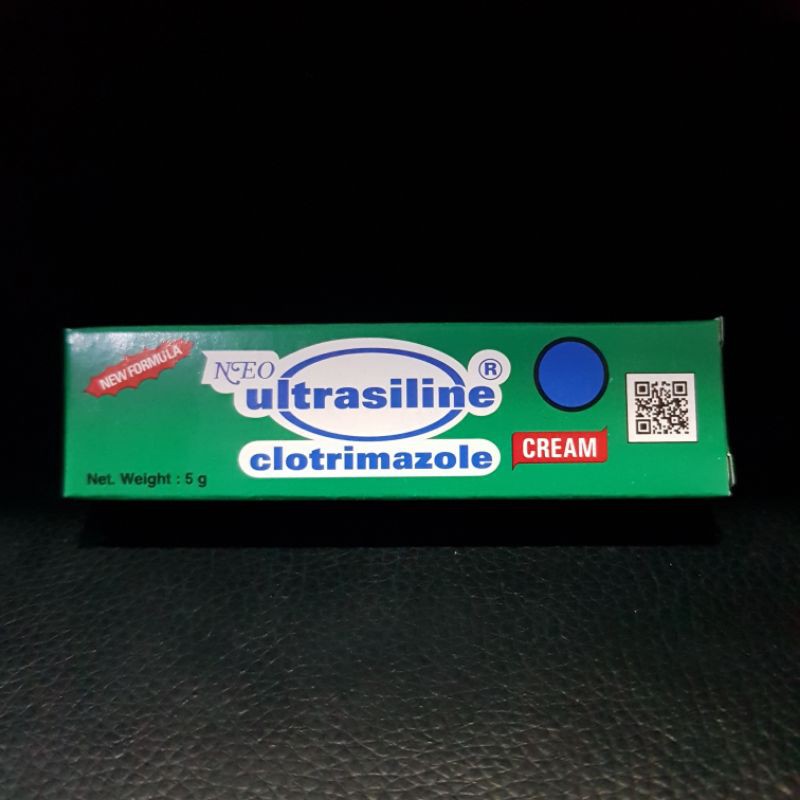 NEW FORMULA
NEO
ultrasiline ®
clotrimazole
CREAM
Net. Weight : 5 g